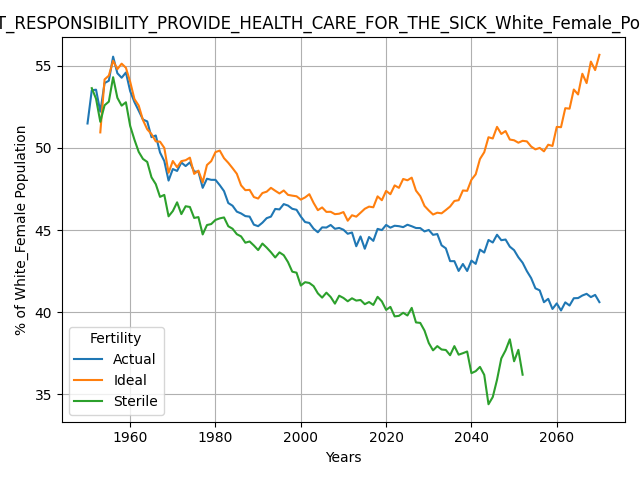 T_RESPONSIBILITY_PROVIDE_HEALTH_CARE_FOR_THE_SICK_White_Female_Po
% of White_Female Population
55
50
45
40
35
Fertility
Actual
Ideal
Sterile
1960 1980 2000 2020 2040 2060
Years